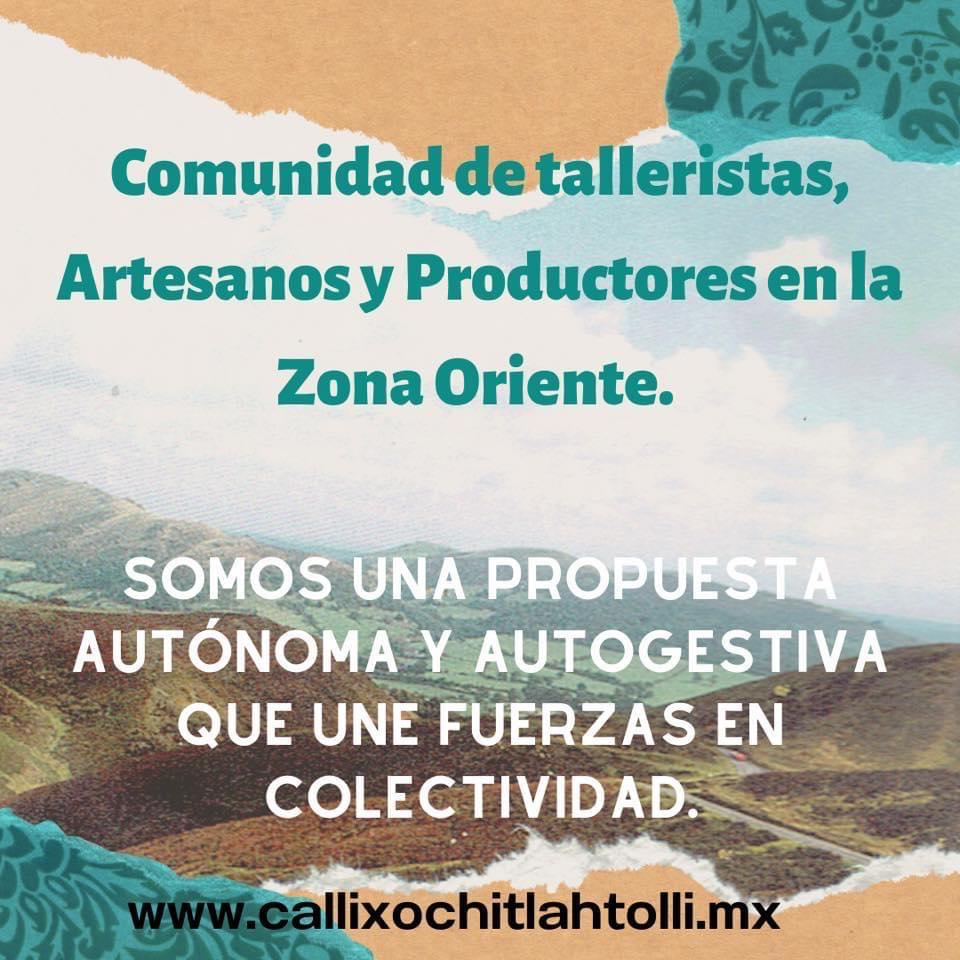 Comunidad de talleristas,
Artesanos y Productores en la
Zona Oriente.
SOMOS UNA PROPUESTA
AUTÓNOMA Y AUTOGESTIVA
QUE UNE FUERZAS EN
COLECTIVIDAD.
www.callixochitlahtolli.mx